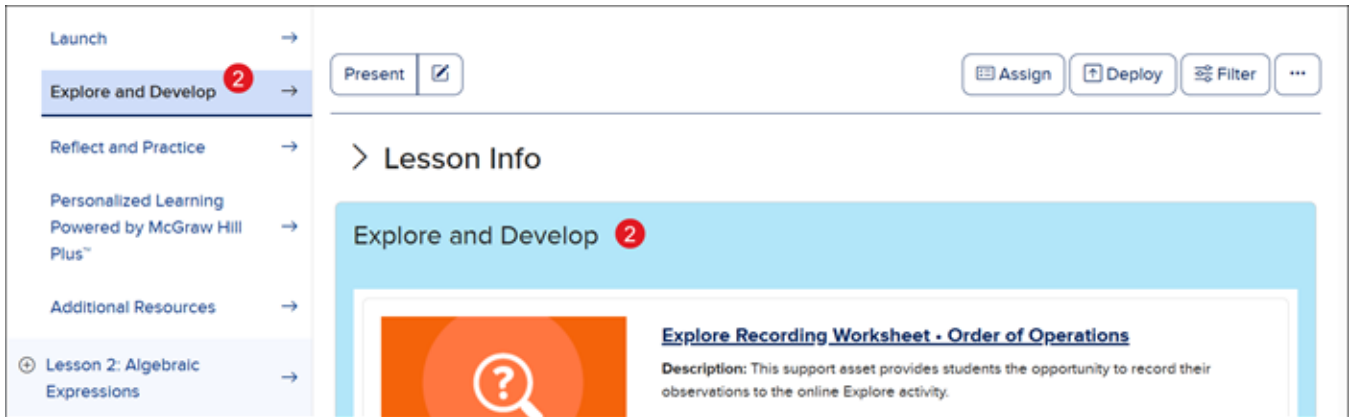 Launch
Explore and Develop 2
Reflect and Practice
Personalized Learning
Powered by McGraw Hill
Plus™
Additional Resources
Lesson 2: Algebraic
Expressions
Present
Assign
Deploy
Filter
Lesson Info
Explore and Develop 2
?
Explore Recording Worksheet • Order of Operations
Description: This support asset provides students the opportunity to record their
observations to the online Explore activity.